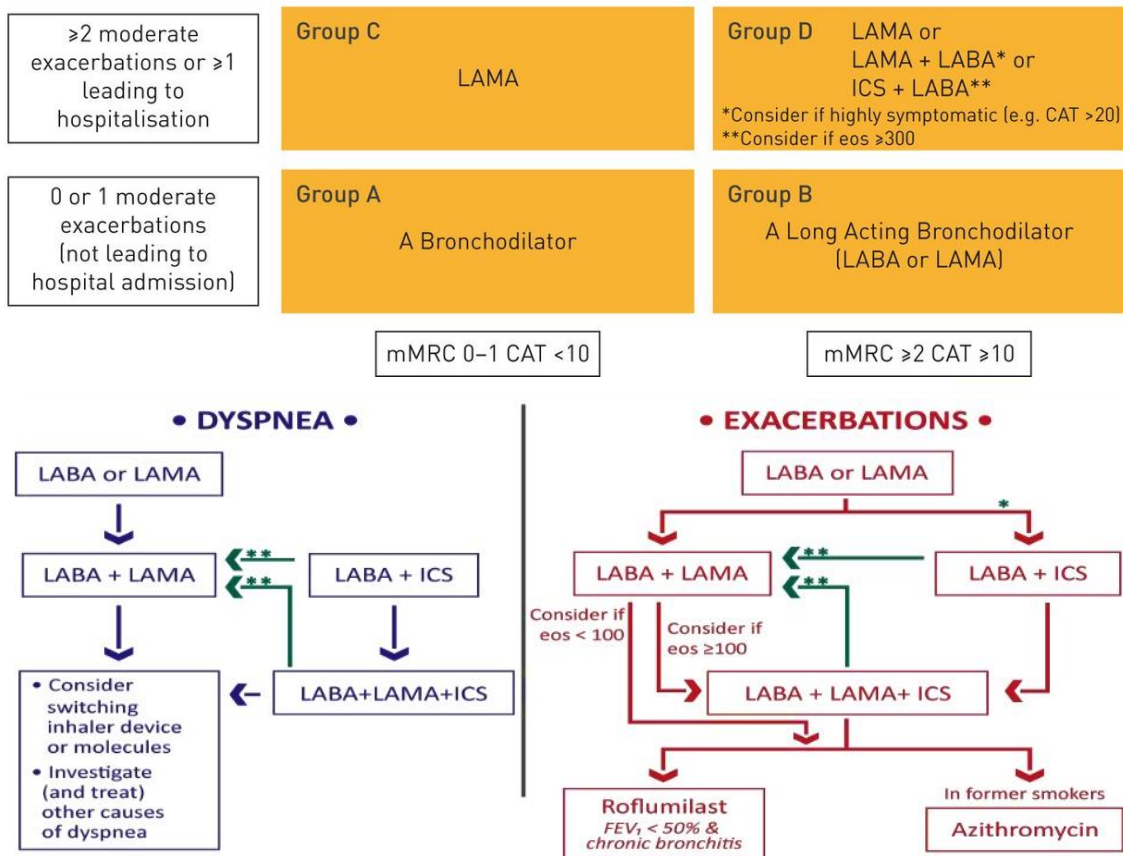 ≥2 moderate
exacerbations or ≥1
leading to
hospitalisation
Group C
LAMA
Group D
LAMA or
LAMA + LABA* or
ICS + LABA**
*Consider if highly symptomatic (e.g. CAT >20)
**Consider if eos ≥300
0 or 1 moderate
exacerbations
(not leading to
hospital admission)
Group A
A Bronchodilator
Group B
A Long Acting Bronchodilator
(LABA or LAMA)
mMRC 0–1 CAT <10
mMRC ≥2 CAT ≥10
• DYSPNEA •
LABA or LAMA
LABA + LAMA
**
**
LABA + ICS
• Consider
switching
inhaler device
or molecules
• Investigate
(and treat)
other causes
of dyspnea
LABA+LAMA+ICS
• EXACERBATIONS •
LABA or LAMA
*
LABA + LAMA
**
**
LABA + ICS
Consider if
eos < 100
Consider if
eos ≥100
LABA + LAMA+ ICS
Roflumilast
FEV₁ < 50% &
chronic bronchitis
In former smokers
Azithromycin